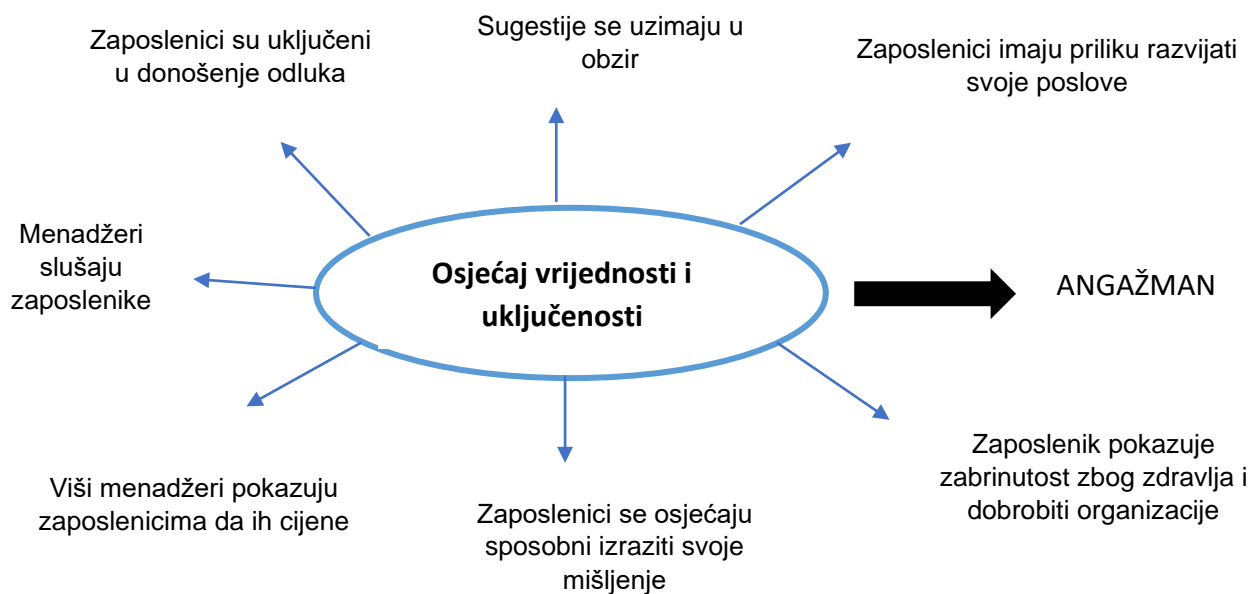 Zaposlenici su uključeni
u donošenje odluka
Sugestije se uzimaju u
obzir
Zaposlenici imaju priliku razvijati
svoje poslove
Menadžeri
slušaju
zaposlenike
Osjećaj vrijednosti i
uključenosti
ANGAŽMAN
Viši menadžeri pokazuju
zaposlenicima da ih cijene
Zaposlenici se osjećaju
sposobni izraziti svoje
mišljenje
Zaposlenik pokazuje
zabrinutost zbog zdravlja i
dobrobiti organizacije